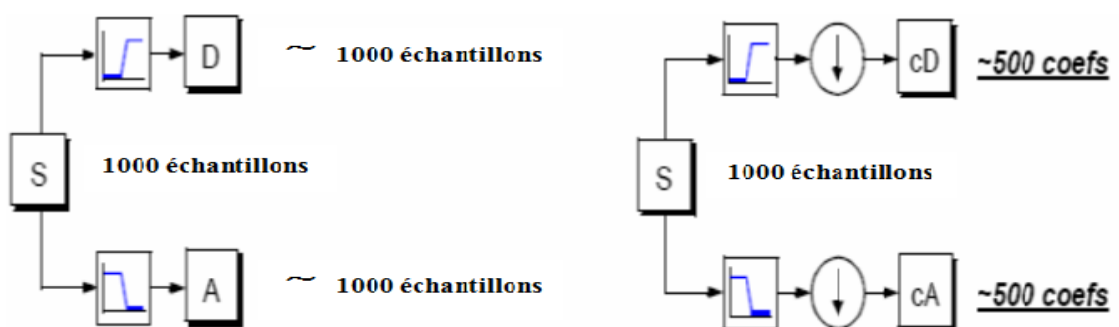 D ~ 1000 échantillons
S 1000 échantillons
A ~ 1000 échantillons
cD ~500 coefs
S 1000 échantillons
cA ~500 coefs